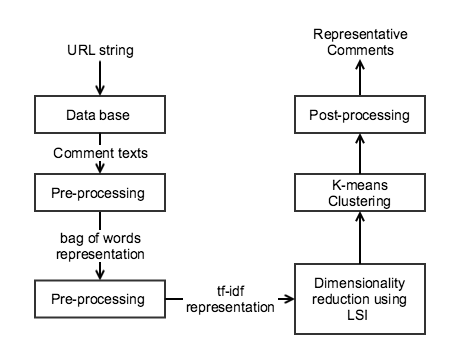 URL string
Data base
Comment texts
Pre-processing
bag of words
representation
Pre-processing
tf-idf
representation
Dimensionality
reduction using
LSI
K-means
Clustering
Post-processing
Representative
Comments